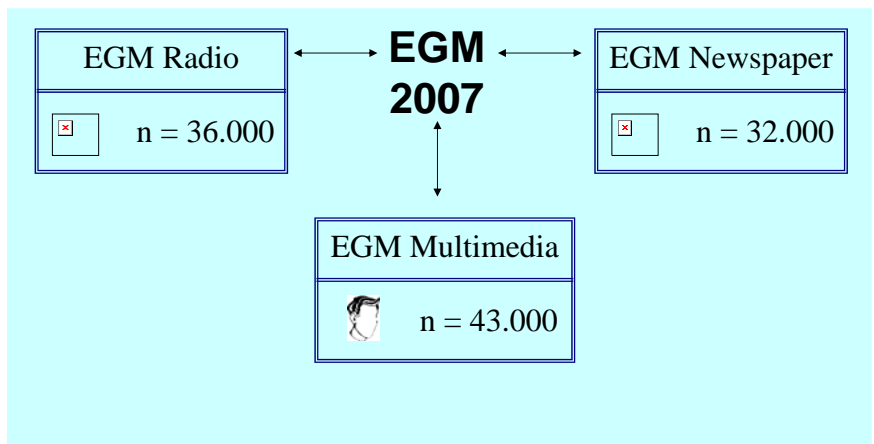 EGM Radio
n = 36.000
EGM
2007
EGM Newspaper
n = 32.000
EGM Multimedia
n = 43.000